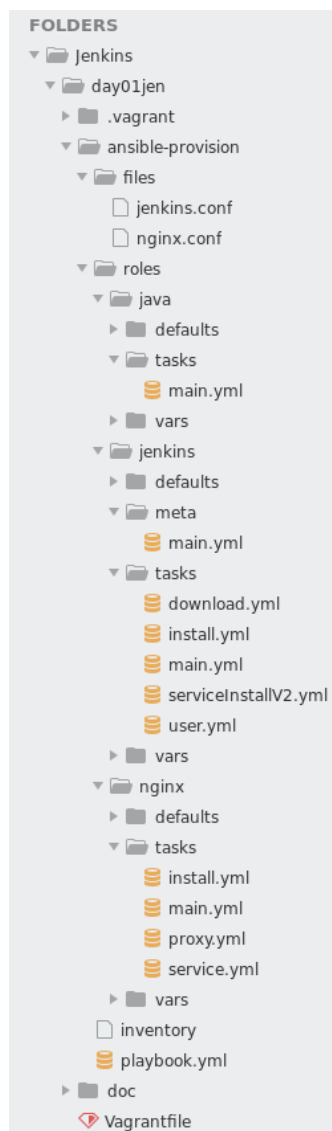 FOLDERS
Jenkins
day01jen
.vagrant
ansible-provision
files
jenkins.conf
nginx.conf
roles
java
defaults
tasks
main.yml
vars
jenkins
defaults
meta
main.yml
tasks
download.yml
install.yml
main.yml
serviceInstallV2.yml
user.yml
vars
nginx
defaults
tasks
install.yml
main.yml
proxy.yml
service.yml
vars
inventory
playbook.yml
doc
Vagrantfile